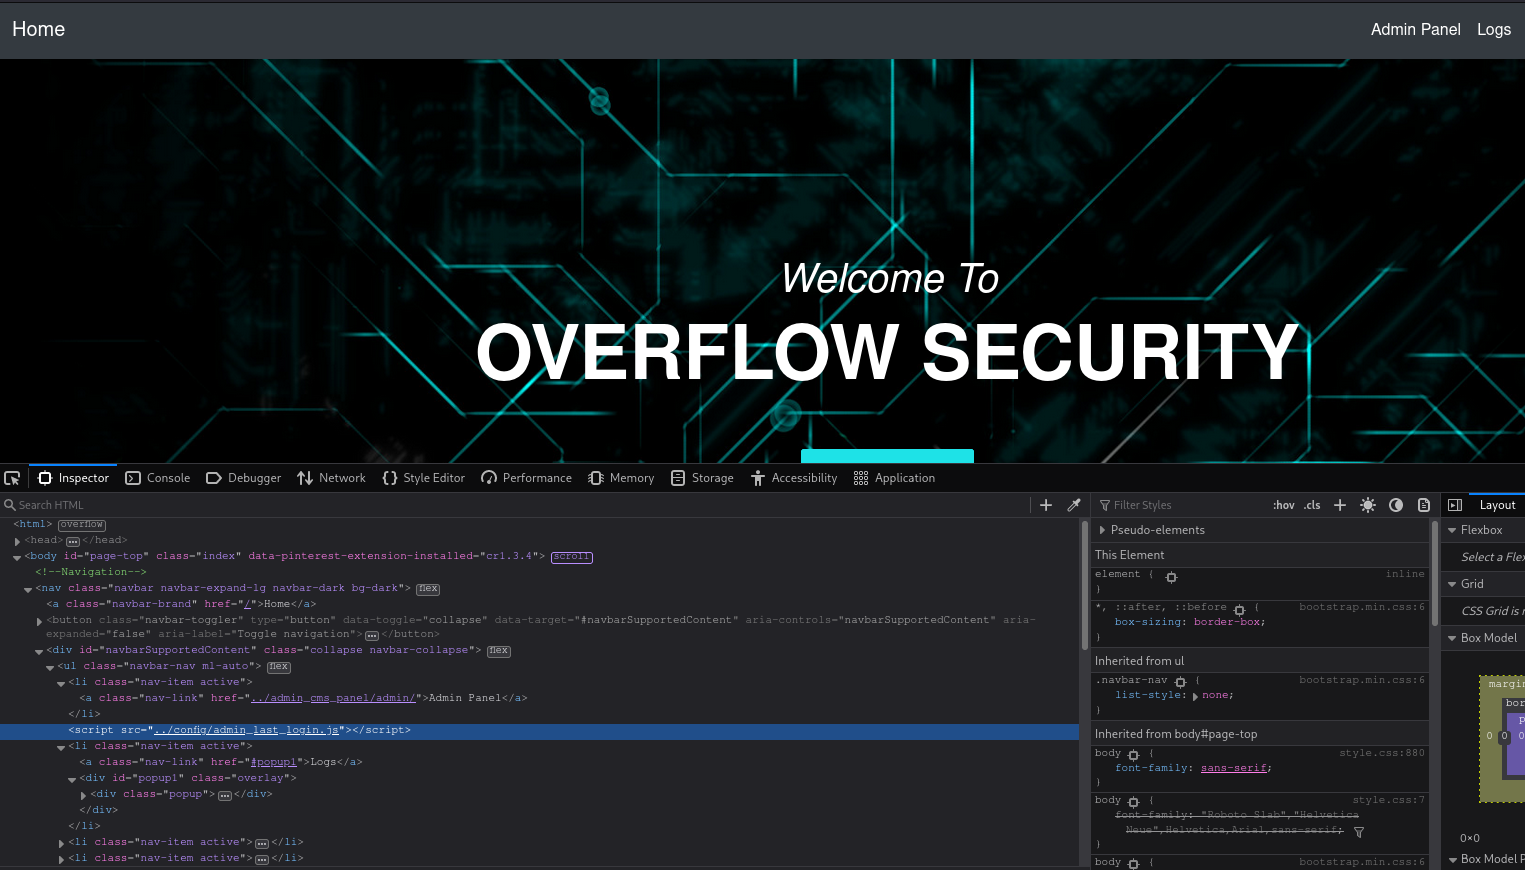 Home
Admin Panel Logs
Welcome To
OVERFLOW SECURITY
Inspector Console Debugger Network Style Editor Performance Memory Storage Accessibility Application
Search HTML
<html> overflow
<head> </head>
<body id="page-top" class="index" data-pinterest-extension-installed="cr1.3.4"> scroll
<!--Navigation-->
<nav class="navbar navbar-expand-lg navbar-dark bg-dark"> flex
<a class="navbar-brand" href="/">Home</a>
<button class="navbar-toggler" type="button" data-toggle="collapse" data-target="#navbarSupportedContent" aria-controls="navbarSupportedContent" aria-
expanded="false" aria-label="Toggle navigation"> </button>
<div id="navbarSupportedContent" class="collapse navbar-collapse"> flex
<ul class="navbar-nav ml-auto"> flex
<li class="nav-item active">
<a class="nav-link" href="../admin_cms_panel/admin/">Admin Panel</a>
</li>
<script src="../config/admin_last_login.js"></script>
<li class="nav-item active">
<a class="nav-link" href="#popup1">Logs</a>
<div id="popup1" class="overlay">
<div class="popup"> </div>
</div>
</li>
<li class="nav-item active"> </li>
<li class="nav-item active"> </li>
Filter Styles :hov .cls
Pseudo-elements
This Element
element { inline
}
*, ::after, ::before { bootstrap.min.css:6
box-sizing: border-box;
}
Inherited from ul
.navbar-nav { bootstrap.min.css:6
list-style: none;
}
Inherited from body#page-top
body { style.css:880
font-family: sans-serif;
}
body { style.css:7
font-family: "Roboto Slab","Helvetica
Neue",Helvetica,Arial,sans-serif;
}
body { bootstrap.min.css:6
Layout
Flexbox
Select a Flex
Grid
CSS Grid is n
Box Model
margin
bor
p
0 0 0
0×0
Box Model P